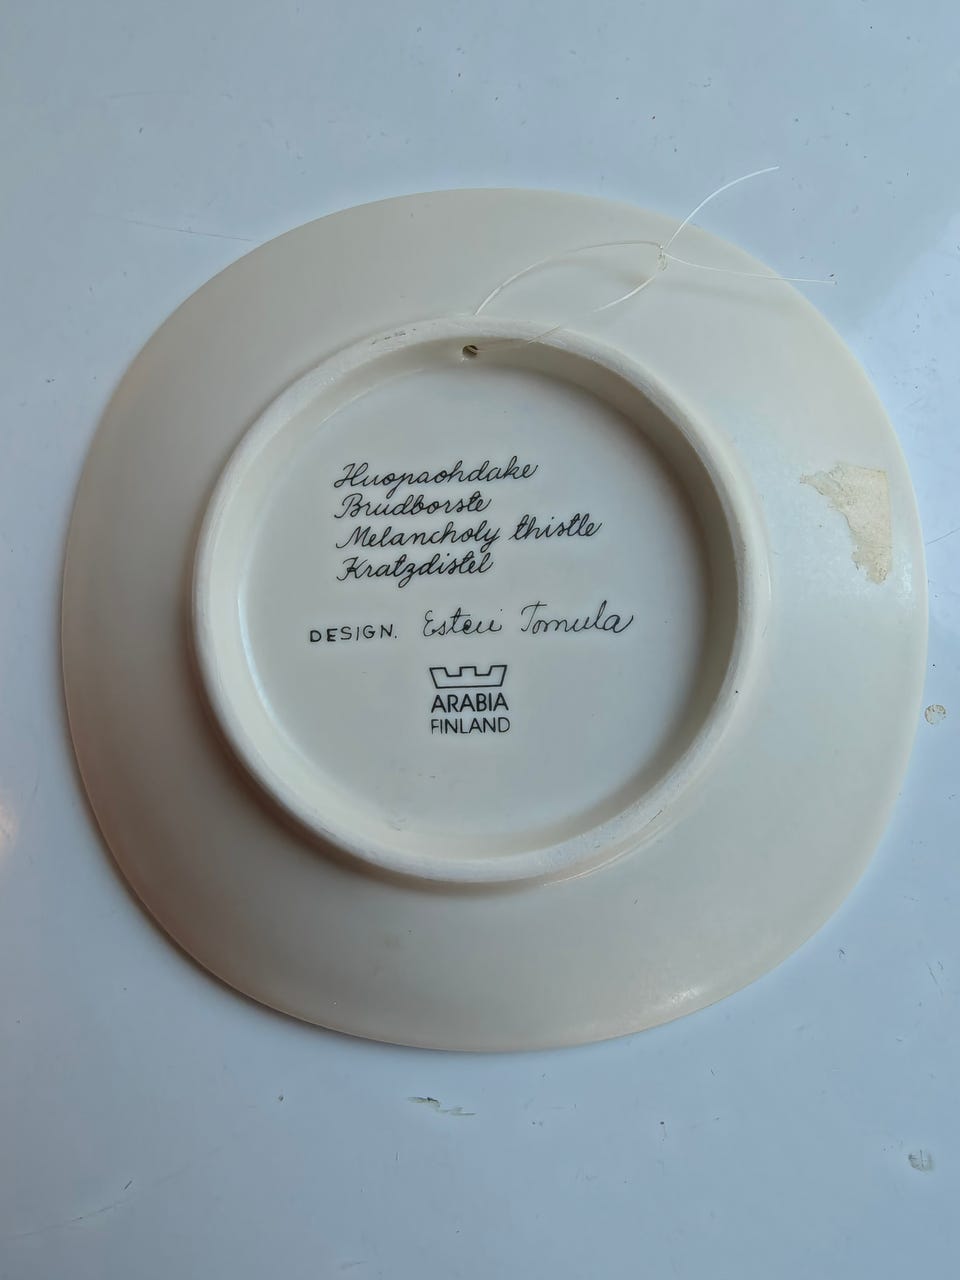 Huopaohdake
Brudborste
Melancholy thistle
Kratzdistel
DESIGN. Esteri Tomula
ARABIA
FINLAND